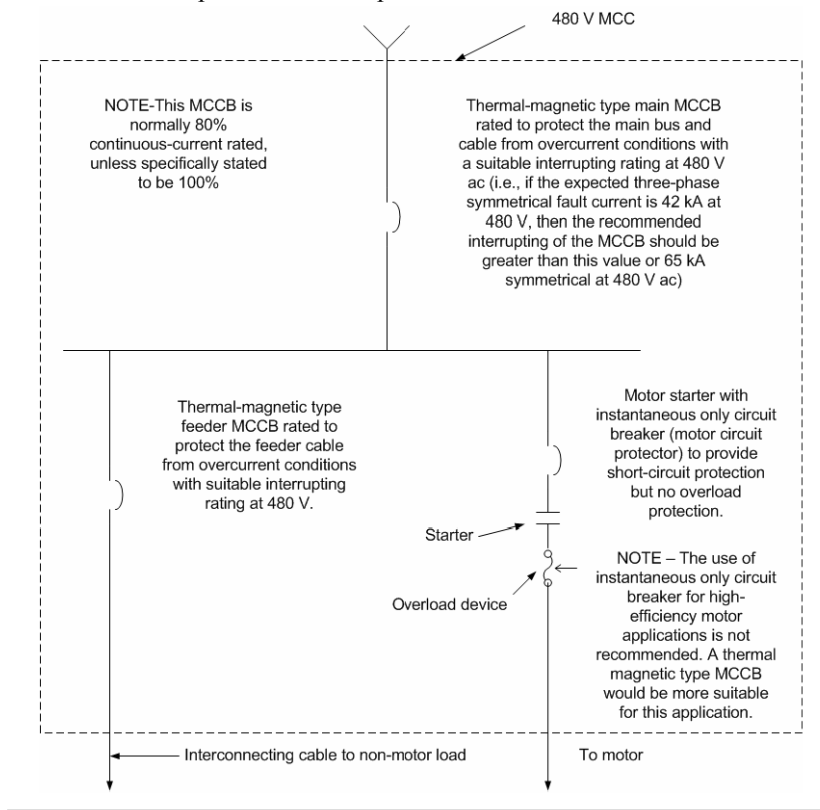 480 V MCC
NOTE-This MCCB is
normally 80%
continuous-current rated,
unless specifically stated
to be 100%
Thermal-magnetic type main MCCB
rated to protect the main bus and
cable from overcurrent conditions with
a suitable interrupting rating at 480 V
ac (i.e., if the expected three-phase
symmetrical fault current is 42 kA at
480 V, then the recommended
interrupting of the MCCB should be
greater than this value or 65 kA
symmetrical at 480 V ac)
Thermal-magnetic type
feeder MCCB rated to
protect the feeder cable
from overcurrent conditions
with suitable interrupting
rating at 480 V.
Motor starter with
instantaneous only circuit
breaker (motor circuit
protector) to provide
short-circuit protection
but no overload
protection.
Starter
Overload device
NOTE – The use of
instantaneous only circuit
breaker for high-
efficiency motor
applications is not
recommended. A thermal
magnetic type MCCB
would be more suitable
for this application.
Interconnecting cable to non-motor load
To motor